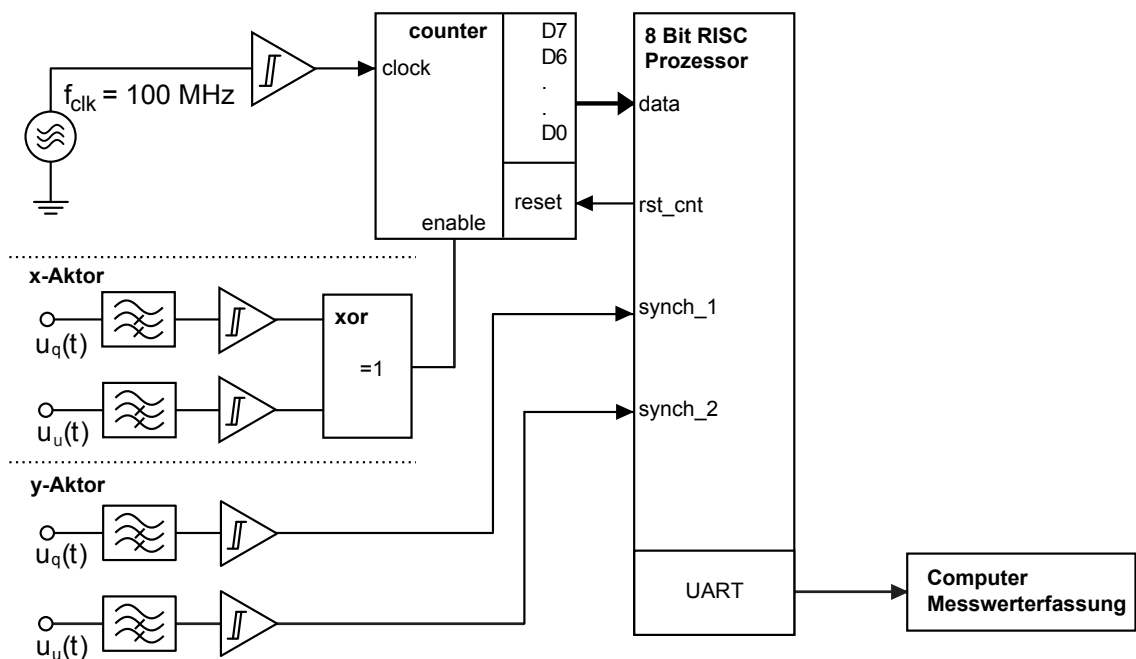 counter
D7
D6
.
.
D0
clock
enable
reset
f_clk = 100 MHz
8 Bit RISC
Prozessor
data
rst_cnt
synch_1
synch_2
UART
x-Aktor
u_q(t)
u_u(t)
xor
=1
y-Aktor
u_q(t)
u_u(t)
Computer
Messwerterfassung